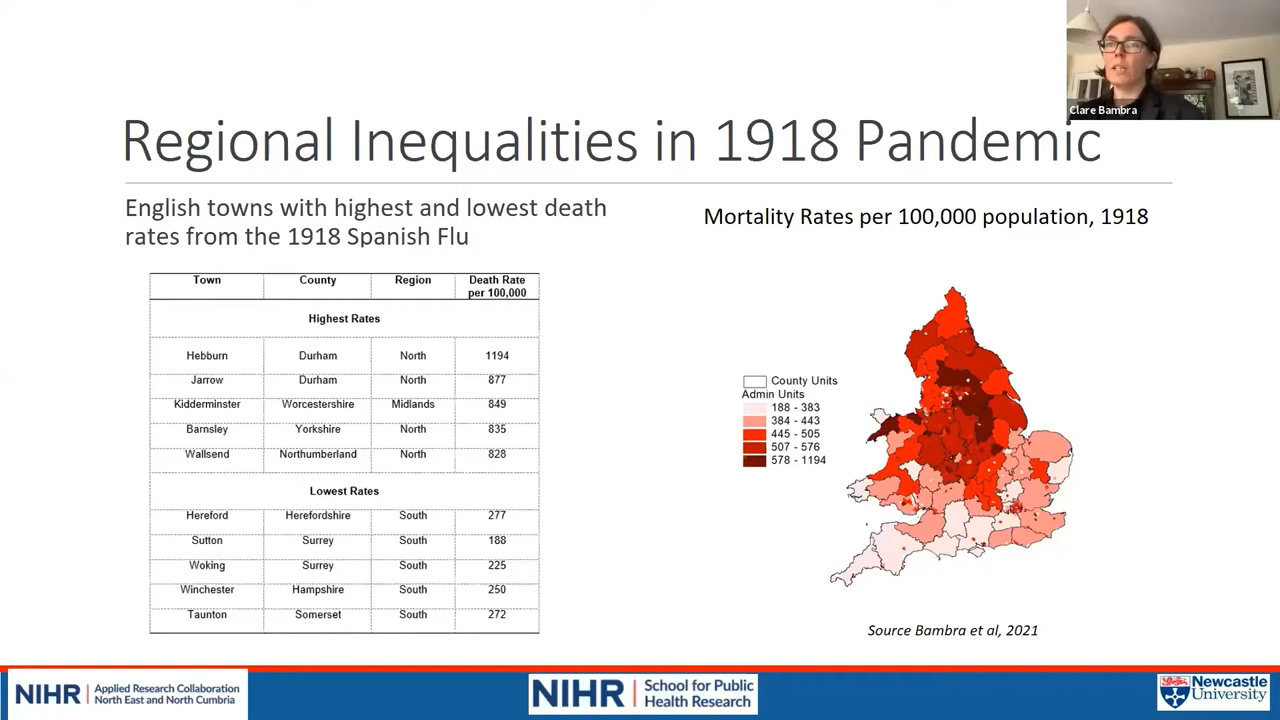 Clare Bambra
Regional Inequalities in 1918 Pandemic
English towns with highest and lowest death
rates from the 1918 Spanish Flu
Town County Region Death Rate
per 100,000
Highest Rates
Hebburn Durham North 1194
Jarrow Durham North 877
Kidderminster Worcestershire Midlands 849
Barnsley Yorkshire North 835
Wallsend Northumberland North 828
Lowest Rates
Hereford Herefordshire South 277
Sutton Surrey South 188
Woking Surrey South 225
Winchester Hampshire South 250
Taunton Somerset South 272
Mortality Rates per 100,000 population, 1918
County Units
Admin Units
188 - 383
384 - 443
445 - 505
507 - 576
578 - 1194
Source Bambra et al, 2021
NIHR | Applied Research Collaboration
North East and North Cumbria
NIHR | School for Public
Health Research
Newcastle
University